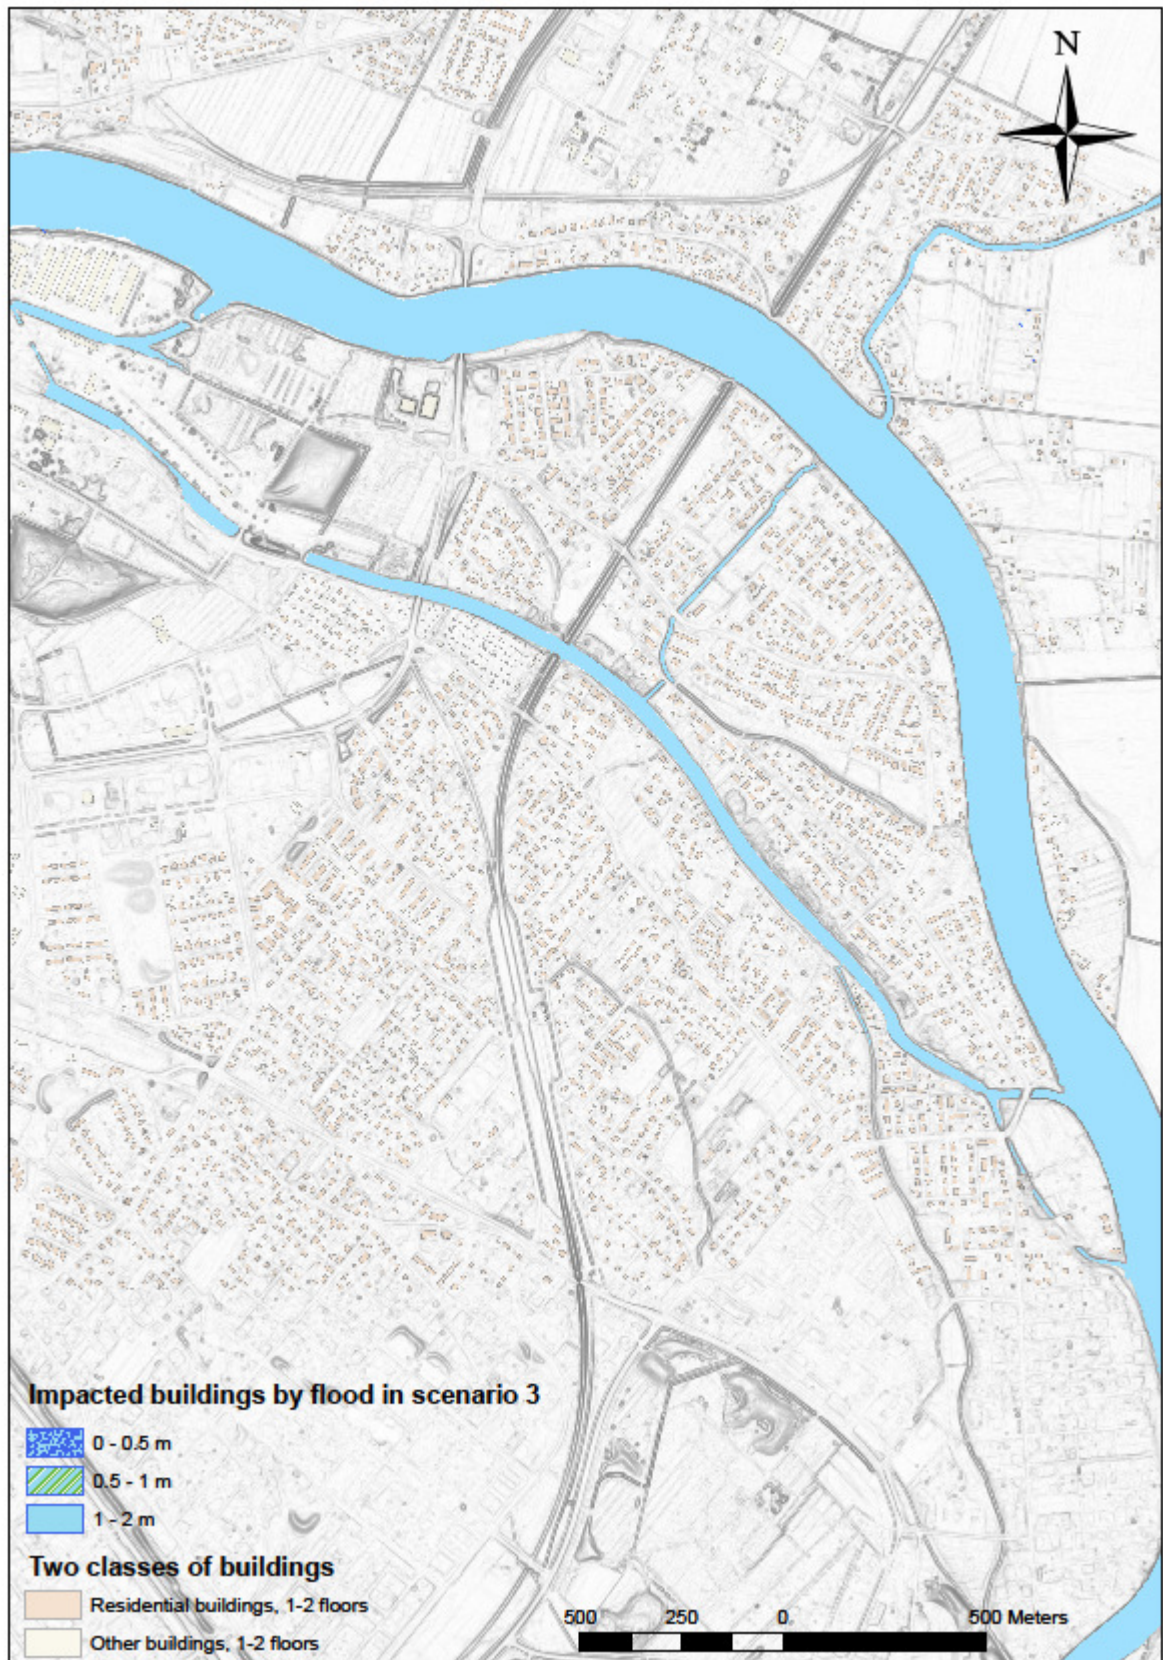 N
Impacted buildings by flood in scenario 3
0 - 0.5 m
0.5 - 1 m
1 - 2 m
Two classes of buildings
Residential buildings, 1-2 floors
Other buildings, 1-2 floors
500 250 0 500 Meters